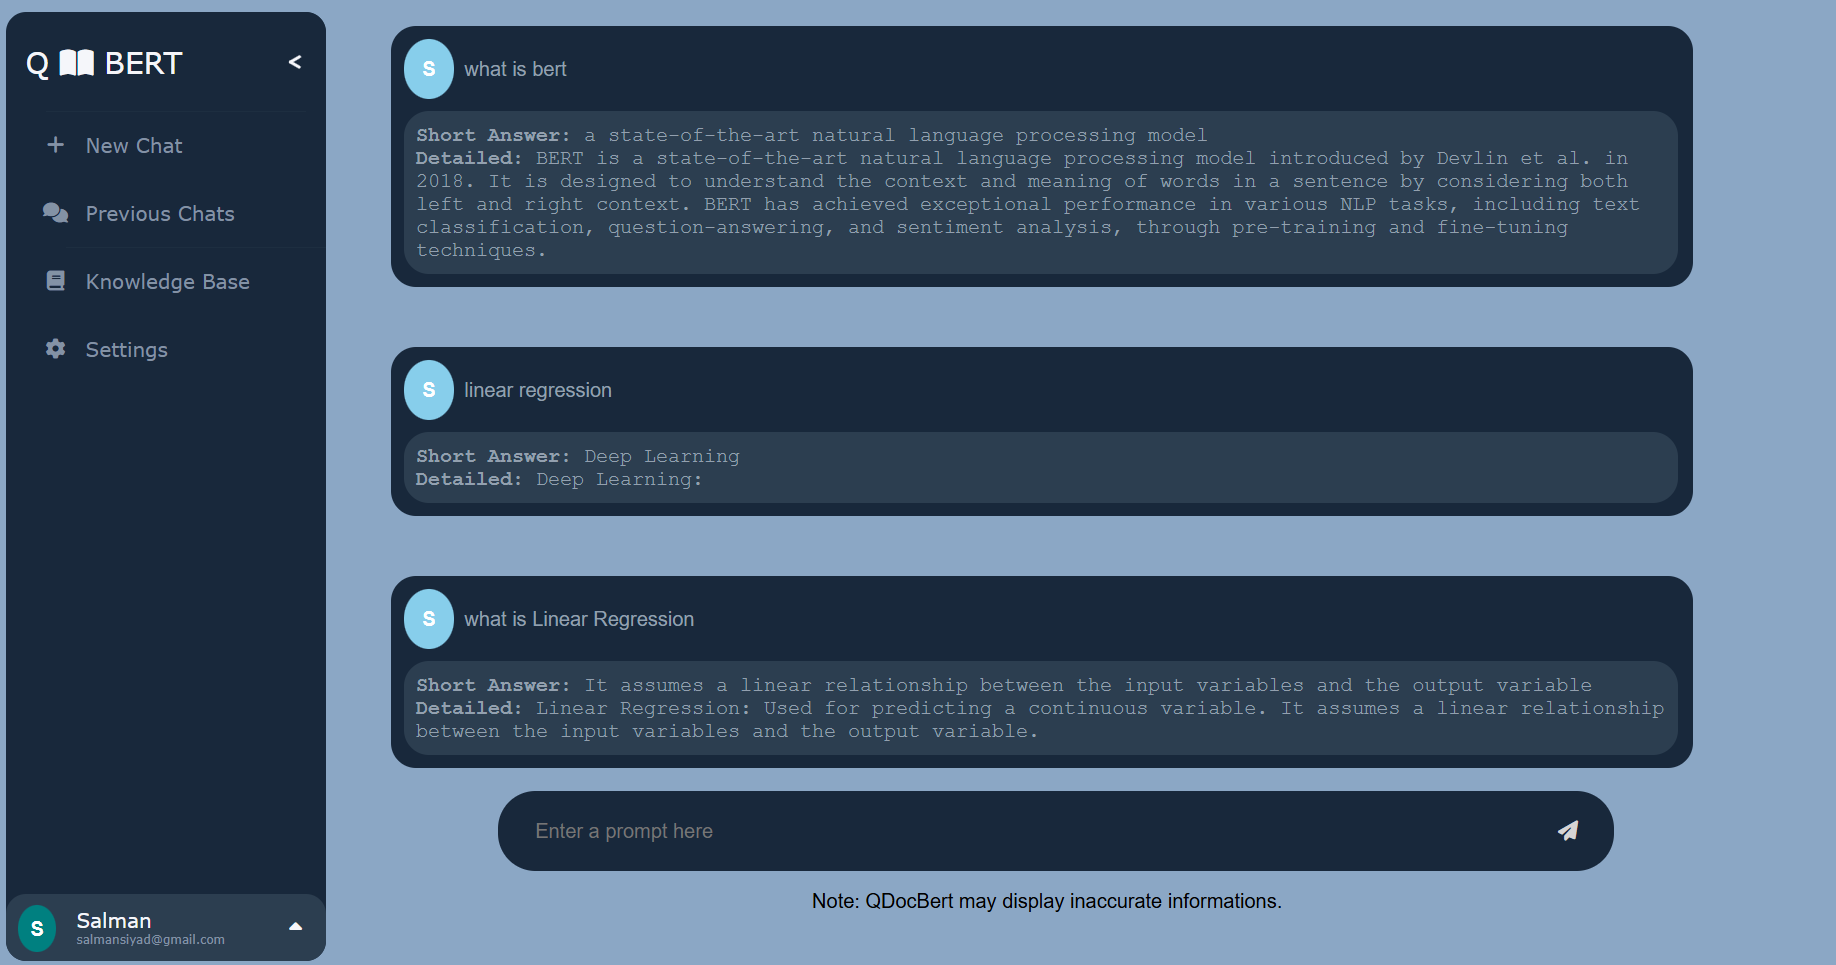 Q BERT
<
New Chat
Previous Chats
Knowledge Base
Settings
S
Salman
salmansiyad@gmail.com
S what is bert
Short Answer: a state-of-the-art natural language processing model
Detailed: BERT is a state-of-the-art natural language processing model introduced by Devlin et al. in
2018. It is designed to understand the context and meaning of words in a sentence by considering both
left and right context. BERT has achieved exceptional performance in various NLP tasks, including text
classification, question-answering, and sentiment analysis, through pre-training and fine-tuning
techniques.
S linear regression
Short Answer: Deep Learning
Detailed: Deep Learning:
S what is Linear Regression
Short Answer: It assumes a linear relationship between the input variables and the output variable
Detailed: Linear Regression: Used for predicting a continuous variable. It assumes a linear relationship
between the input variables and the output variable.
Enter a prompt here
Note: QDocBert may display inaccurate informations.